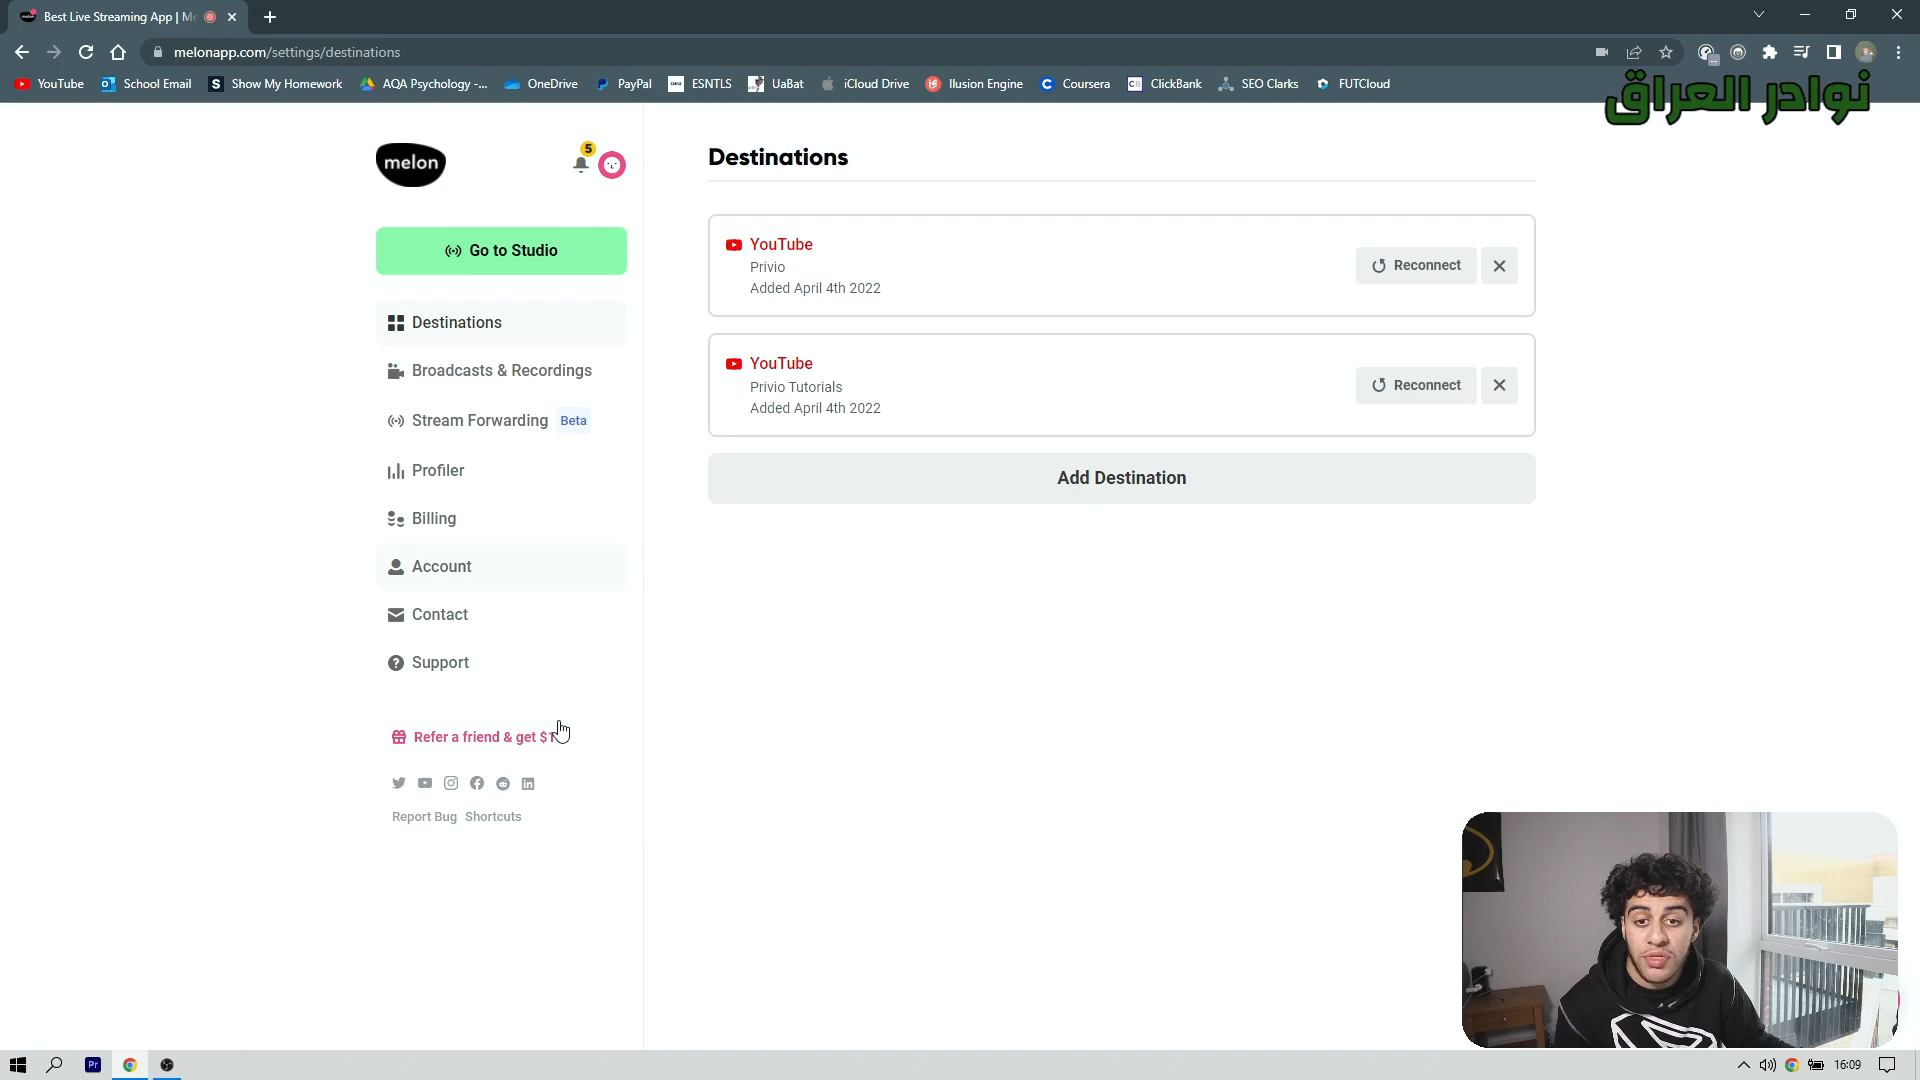 Best Live Streaming App | M
melonapp.com/settings/destinations
YouTube
School Email
Show My Homework
AQA Psychology -...
OneDrive
PayPal
ESNTLS
UaBat
iCloud Drive
Ilusion Engine
Coursera
ClickBank
SEO Clarks
FUTCloud
نوادر العراق
melon
5
Go to Studio
Destinations
Broadcasts & Recordings
Stream Forwarding Beta
Profiler
Billing
Account
Contact
Support
Refer a friend & get $1
Report Bug Shortcuts
Destinations
YouTube
Privio
Added April 4th 2022
Reconnect
YouTube
Privio Tutorials
Added April 4th 2022
Reconnect
Add Destination
Pr
16:09